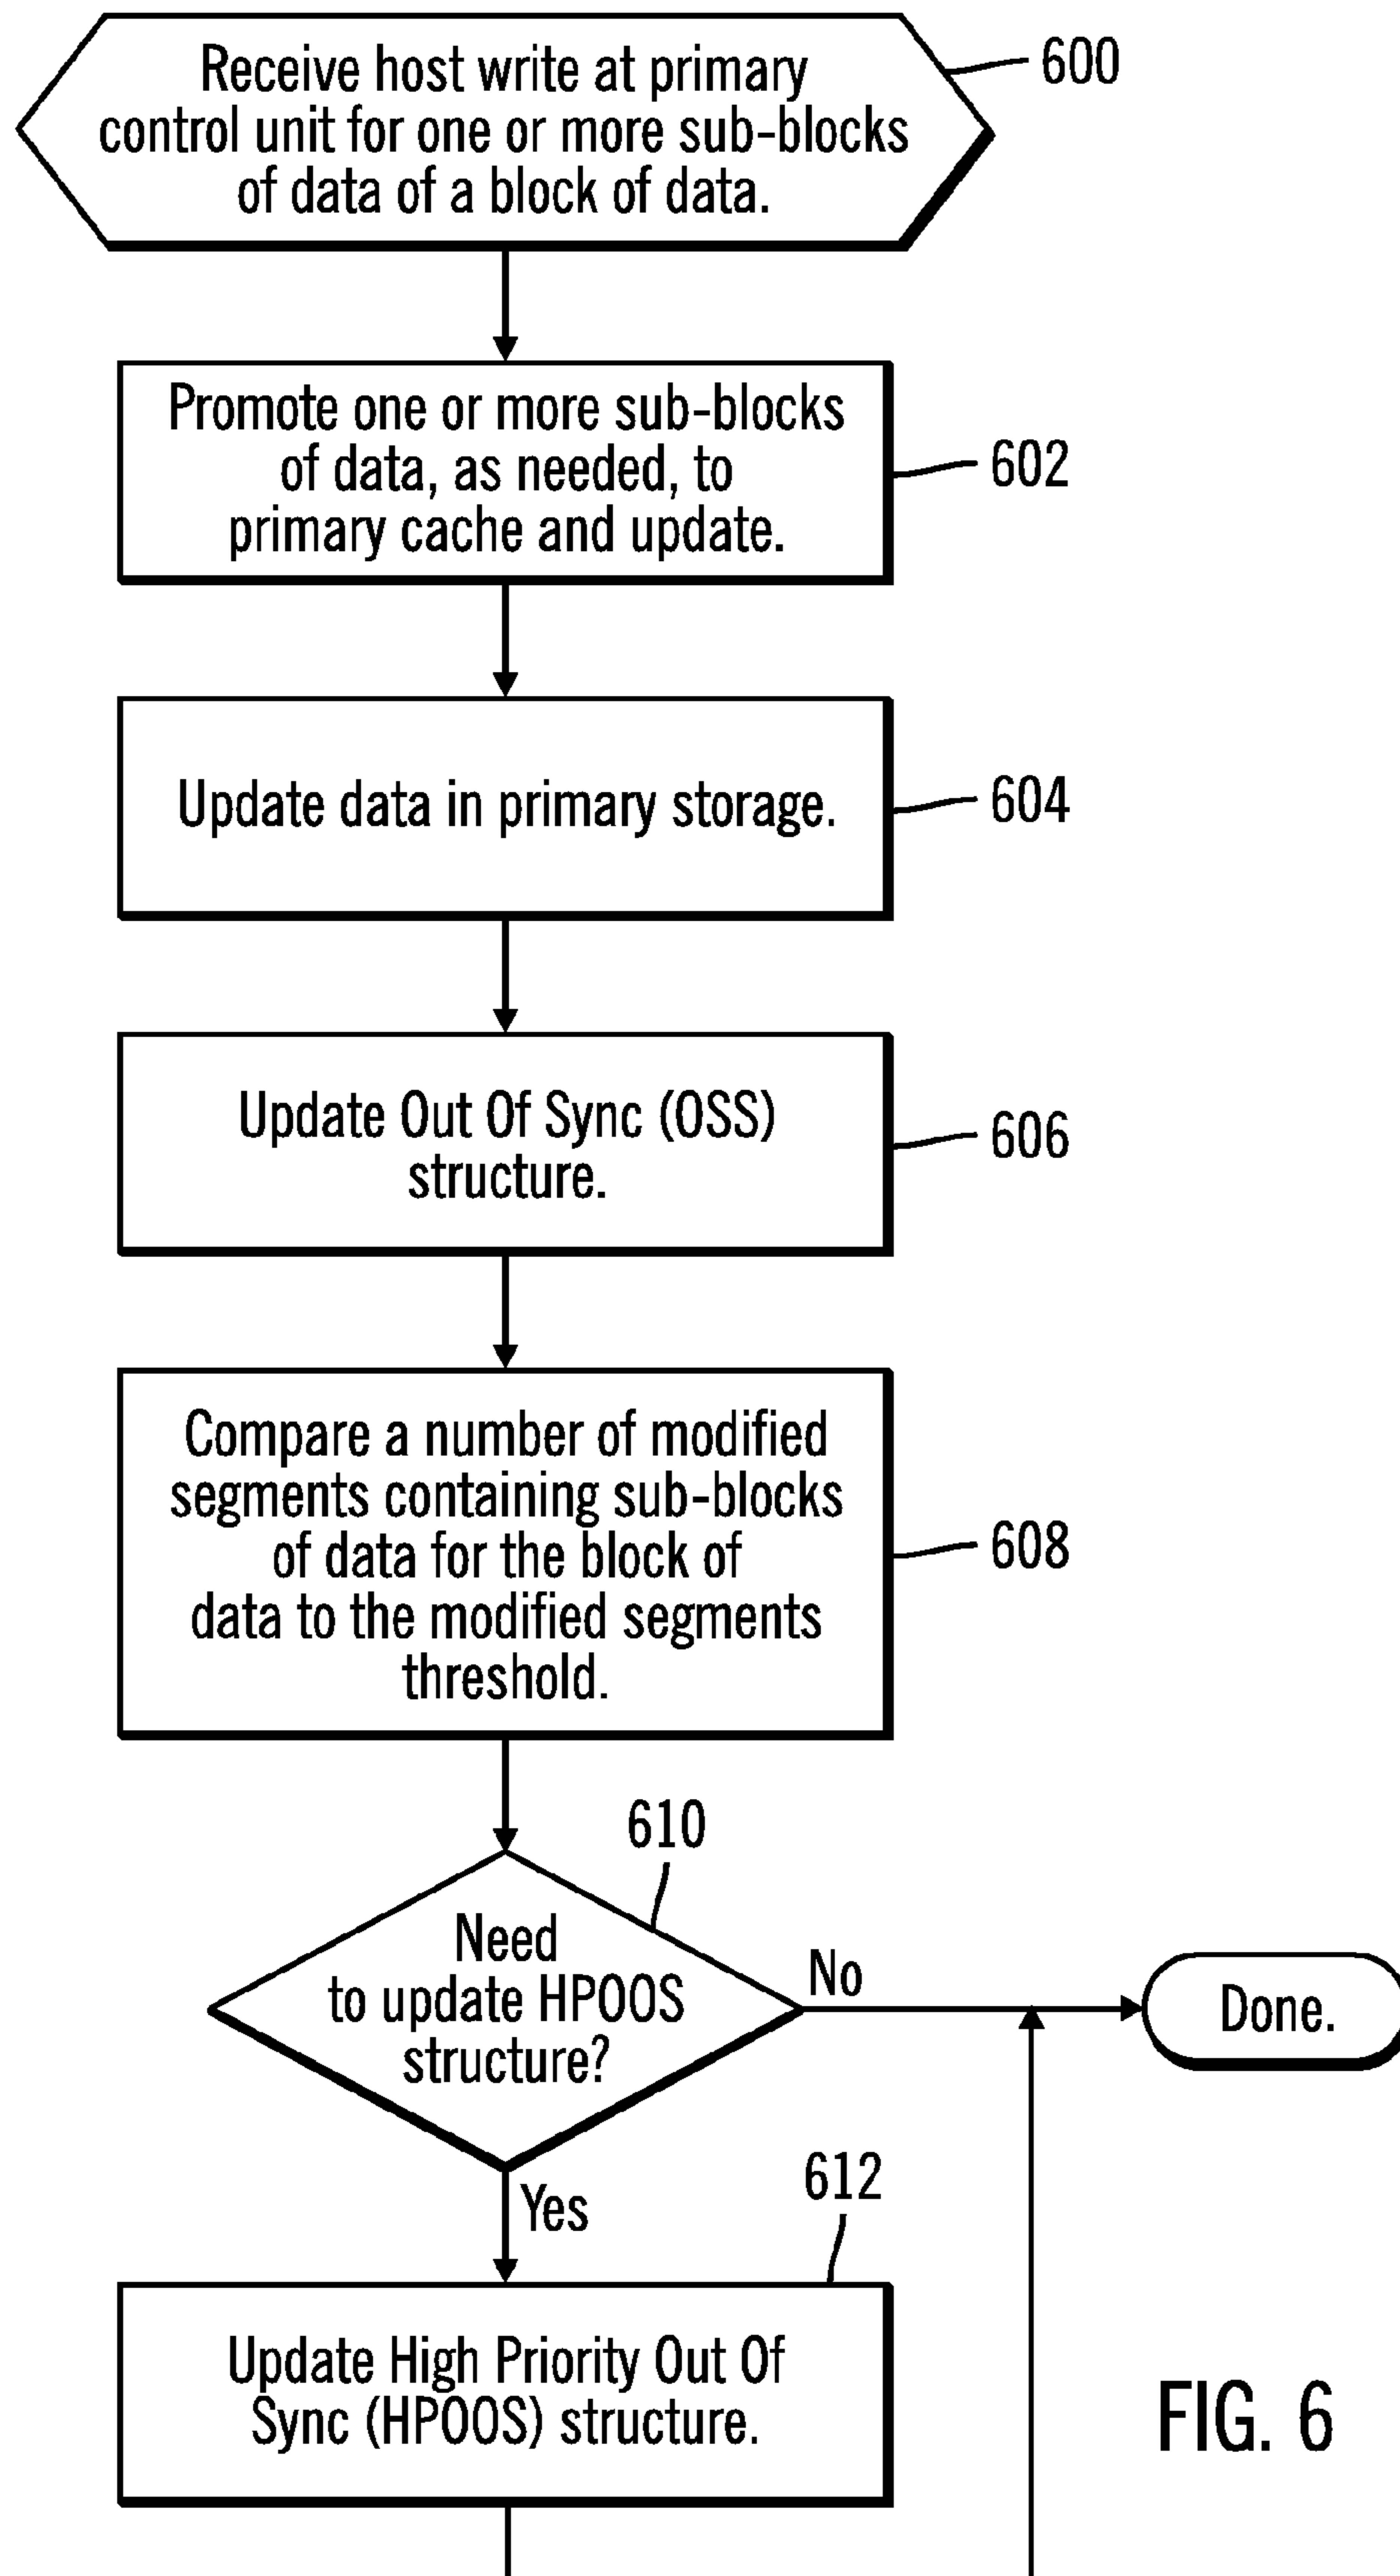 Receive host write at primary
control unit for one or more sub-blocks
of data of a block of data.
600
Promote one or more sub-blocks
of data, as needed, to
primary cache and update.
602
Update data in primary storage.
604
Update Out Of Sync (OSS)
structure.
606
Compare a number of modified
segments containing sub-blocks
of data for the block of
data to the modified segments
threshold.
608
610
Need
to update HPOOS
structure?
No
Done.
Yes
612
Update High Priority Out Of
Sync (HPOOS) structure.
FIG. 6